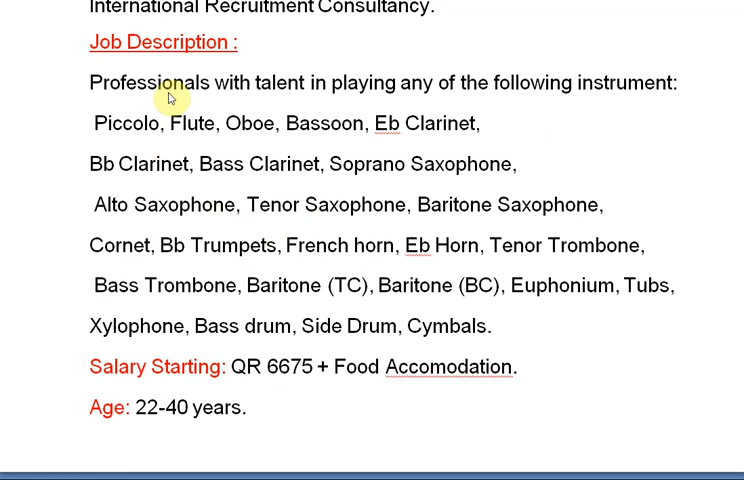 International Recruitment Consultancy.
Job Description :
Professionals with talent in playing any of the following instrument:
Piccolo, Flute, Oboe, Bassoon, Eb Clarinet,
Bb Clarinet, Bass Clarinet, Soprano Saxophone,
Alto Saxophone, Tenor Saxophone, Baritone Saxophone,
Cornet, Bb Trumpets, French horn, Eb Horn, Tenor Trombone,
Bass Trombone, Baritone (TC), Baritone (BC), Euphonium, Tubs,
Xylophone, Bass drum, Side Drum, Cymbals.
Salary Starting: QR 6675 + Food Accomodation.
Age: 22-40 years.